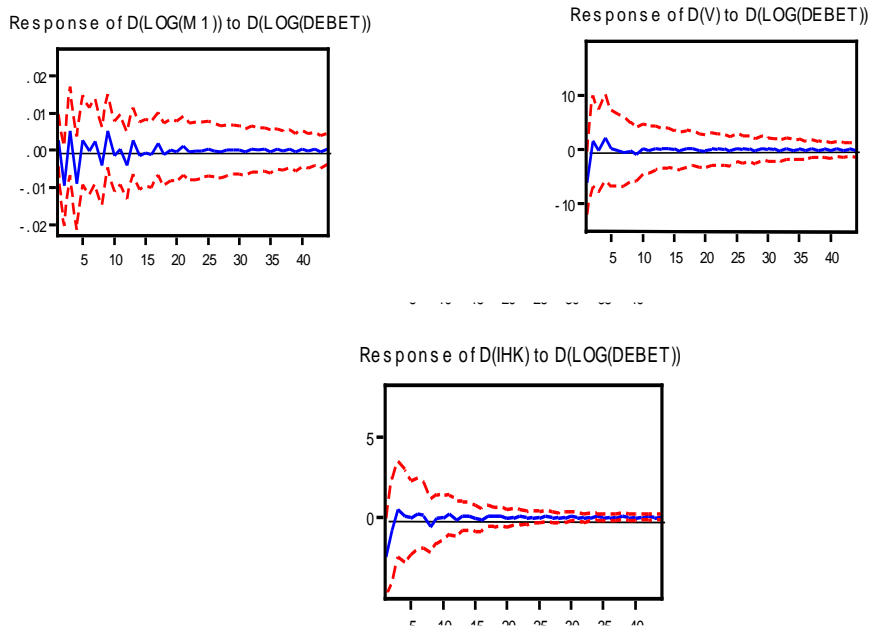 Response of D(LOG(M1)) to D(LOG(DEBET))
.02
.01
.00
-.01
-.02
5 10 15 20 25 30 35 40
Response of D(V) to D(LOG(DEBET))
10
0
-10
5 10 15 20 25 30 35 40
Response of D(IHK) to D(LOG(DEBET))
5
0